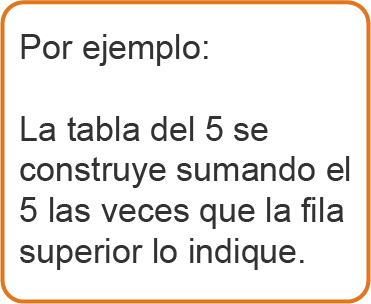 Por ejemplo:
La tabla del 5 se
construye sumando el
5 las veces que la fila
superior lo indique.